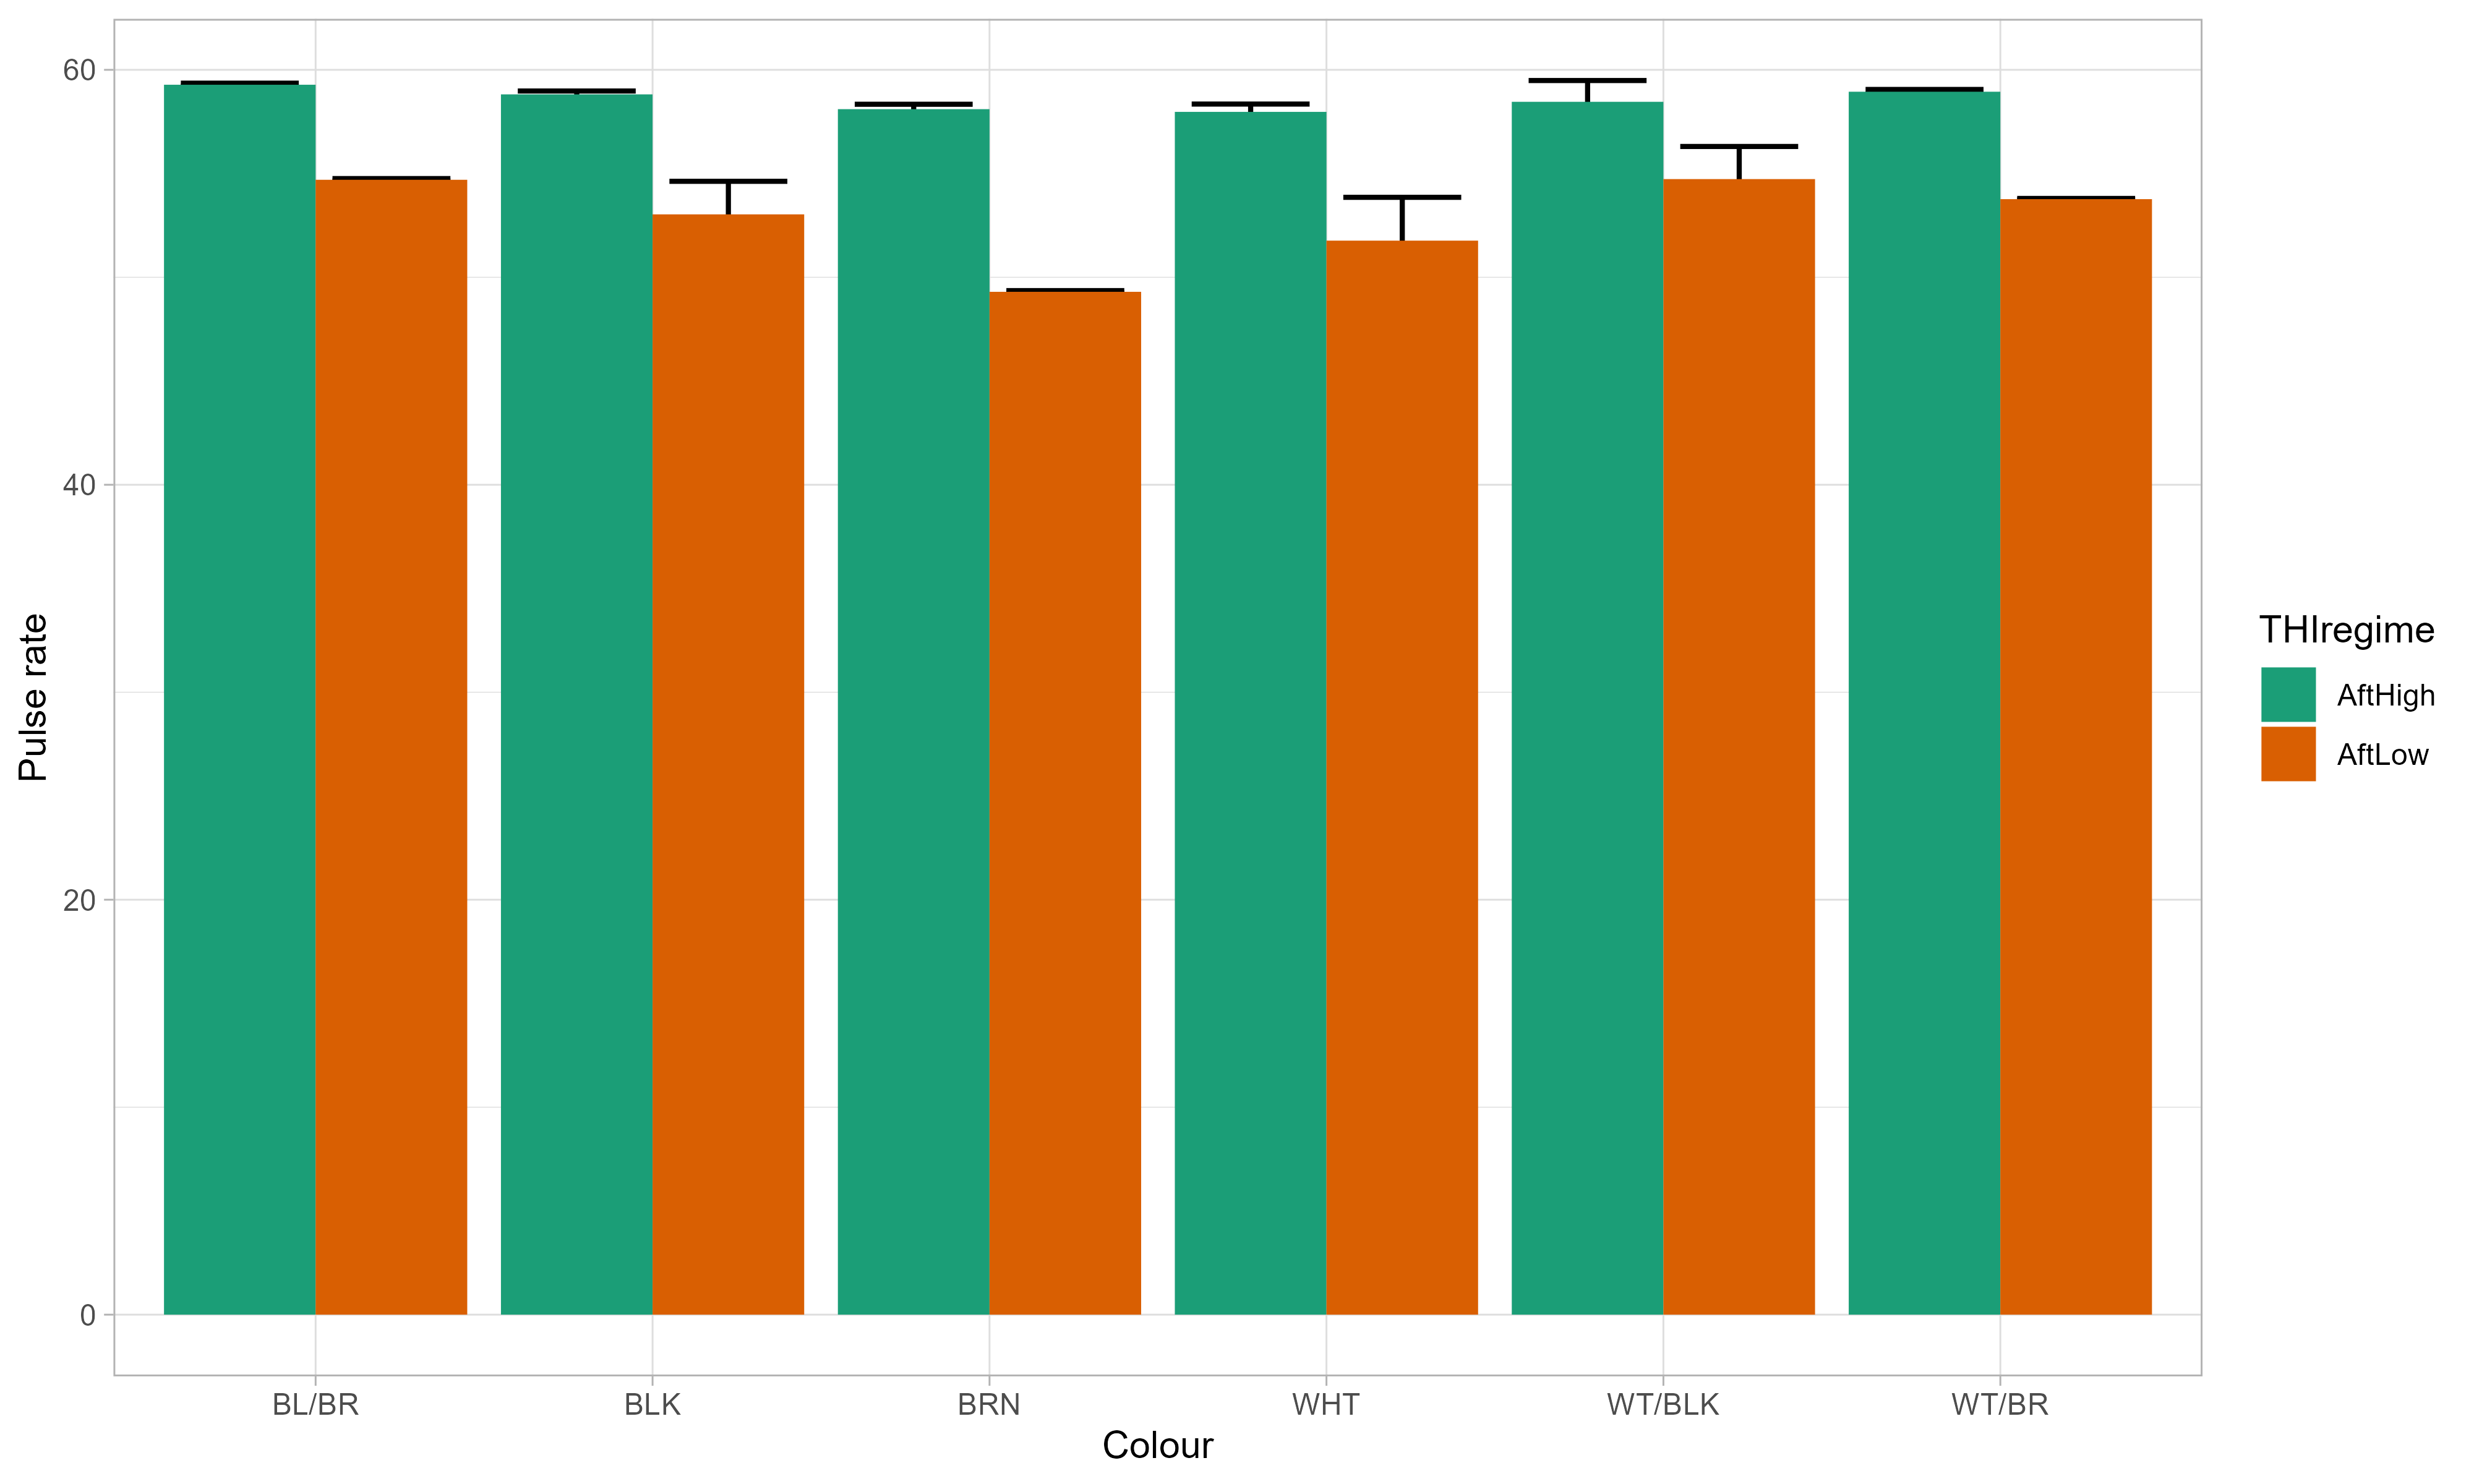 60
40
20
0
Pulse rate
BL/BR BLK BRN WHT WT/BLK WT/BR
Colour
THIregime
AftHigh
AftLow